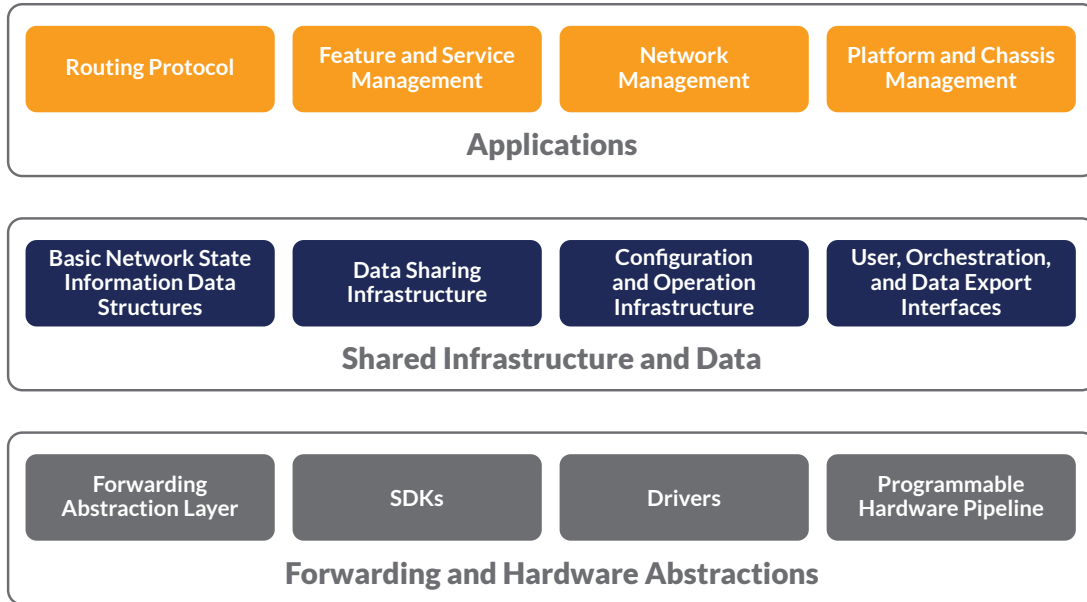 Routing Protocol
Feature and Service
Management
Network
Management
Platform and Chassis
Management
Applications
Basic Network State
Information Data
Structures
Data Sharing
Infrastructure
Configuration
and Operation
Infrastructure
User, Orchestration,
and Data Export
Interfaces
Shared Infrastructure and Data
Forwarding
Abstraction Layer
SDKs
Drivers
Programmable
Hardware Pipeline
Forwarding and Hardware Abstractions